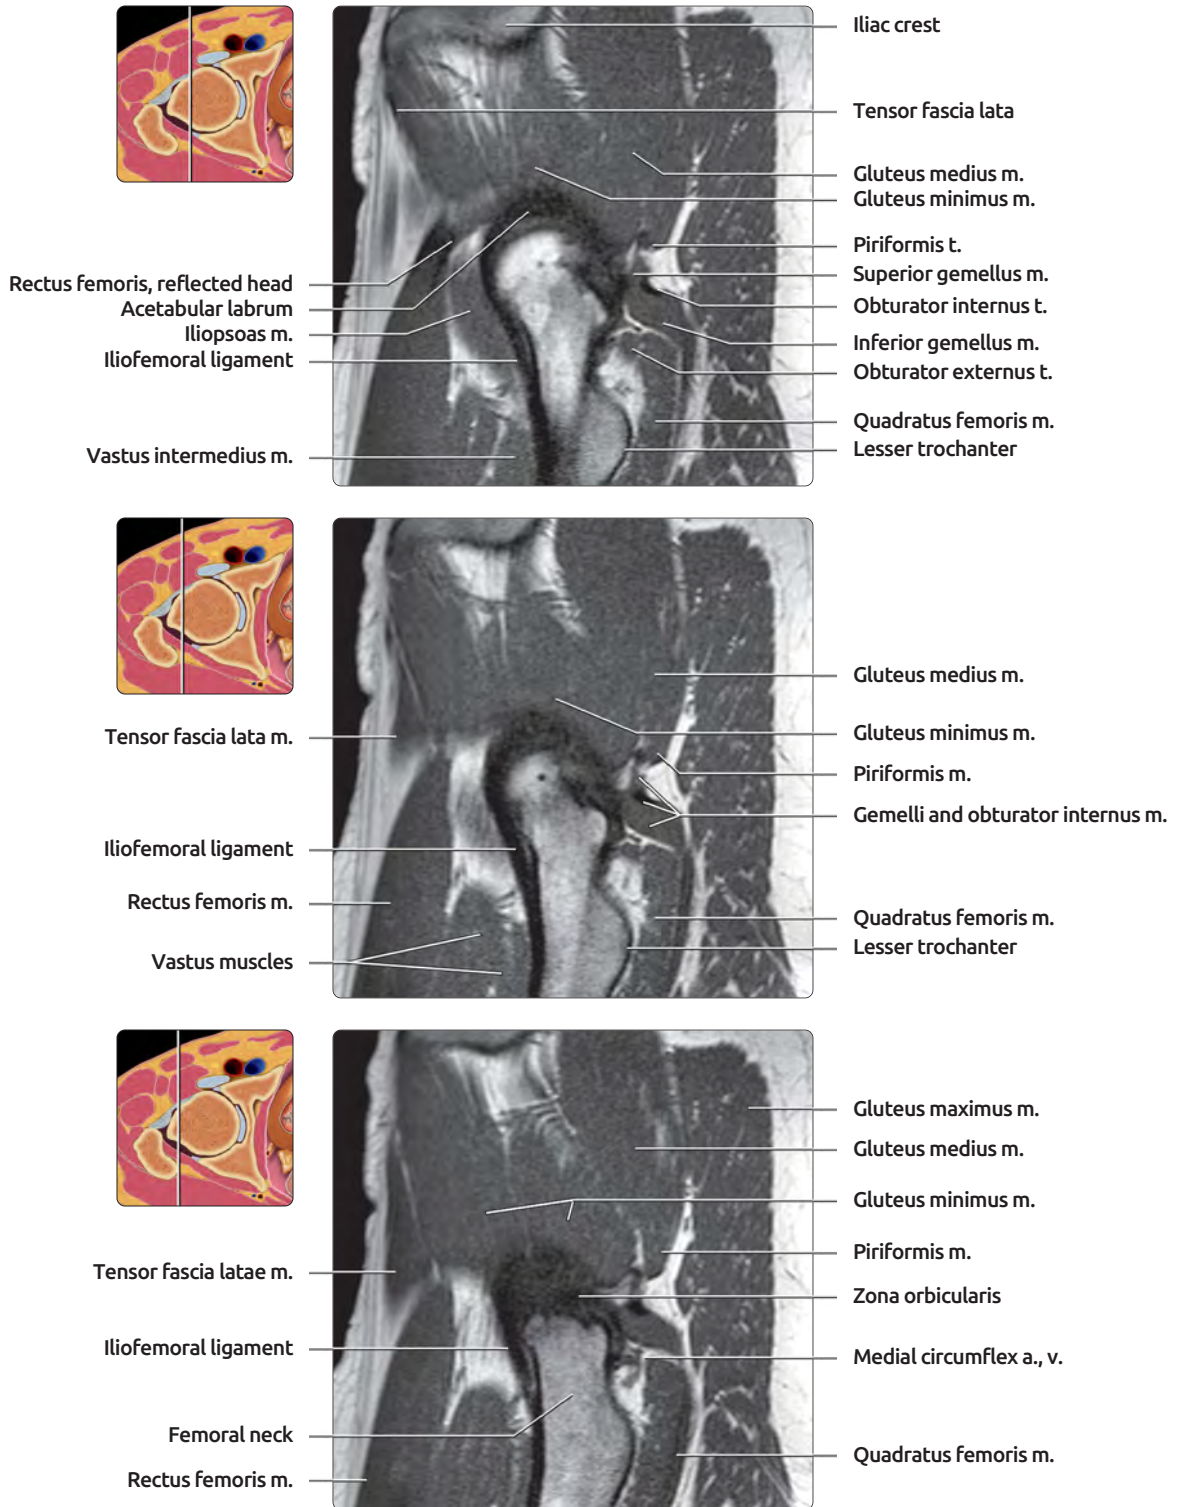 Iliac crest
Tensor fascia lata
Gluteus medius m.
Gluteus minimus m.
Piriformis t.
Superior gemellus m.
Obturator internus t.
Inferior gemellus m.
Obturator externus t.
Quadratus femoris m.
Lesser trochanter
Rectus femoris, reflected head
Acetabular labrum
Iliopsoas m.
Iliofemoral ligament
Vastus intermedius m.
Gluteus medius m.
Gluteus minimus m.
Piriformis m.
Gemelli and obturator internus m.
Quadratus femoris m.
Lesser trochanter
Tensor fascia lata m.
Iliofemoral ligament
Rectus femoris m.
Vastus muscles
Gluteus maximus m.
Gluteus medius m.
Gluteus minimus m.
Piriformis m.
Zona orbicularis
Medial circumflex a., v.
Quadratus femoris m.
Tensor fascia latae m.
Iliofemoral ligament
Femoral neck
Rectus femoris m.